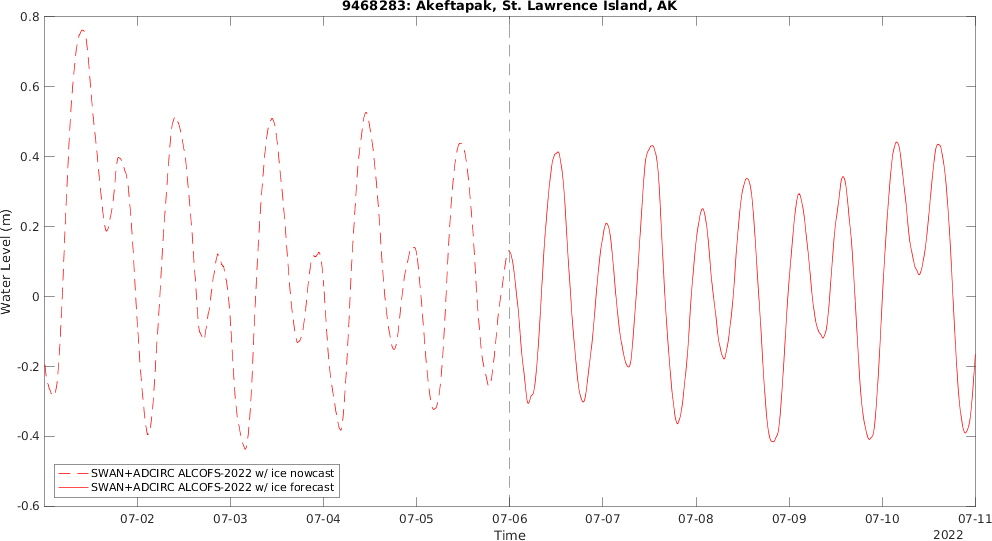 9468283: Akeftapak, St. Lawrence Island, AK
Water Level (m)
0.8
0.6
0.4
0.2
0
-0.2
-0.4
-0.6
SWAN+ADCIRC ALCOFS-2022 w/ ice nowcast
SWAN+ADCIRC ALCOFS-2022 w/ ice forecast
07-02 07-03 07-04 07-05 07-06 07-07 07-08 07-09 07-10 07-11
Time
2022